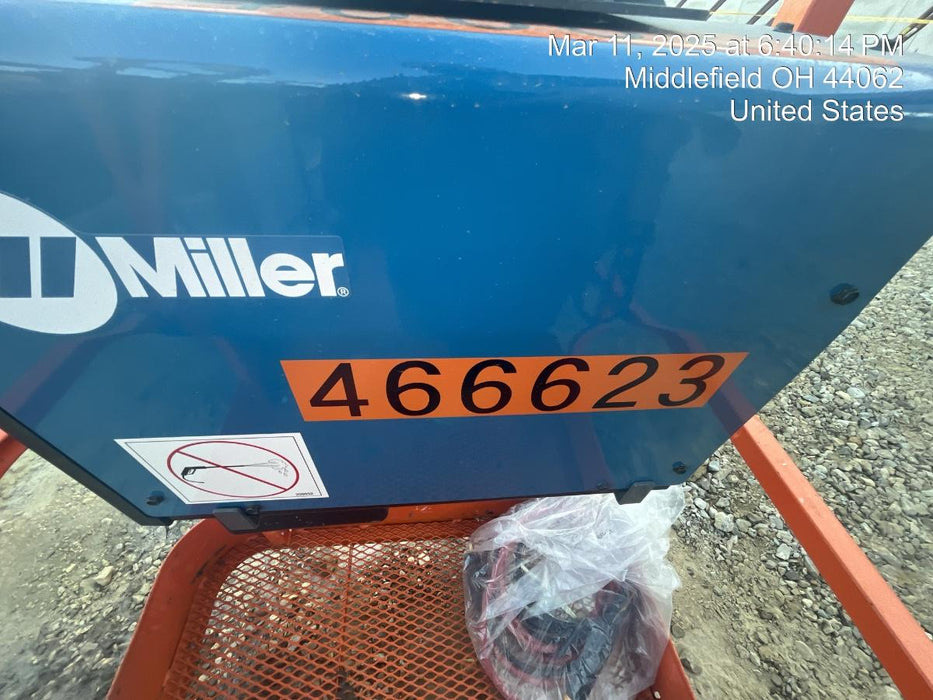 Mar 11, 2025 at 6:40:14 PM
Middlefield OH 44062
United States
Miller®
466623